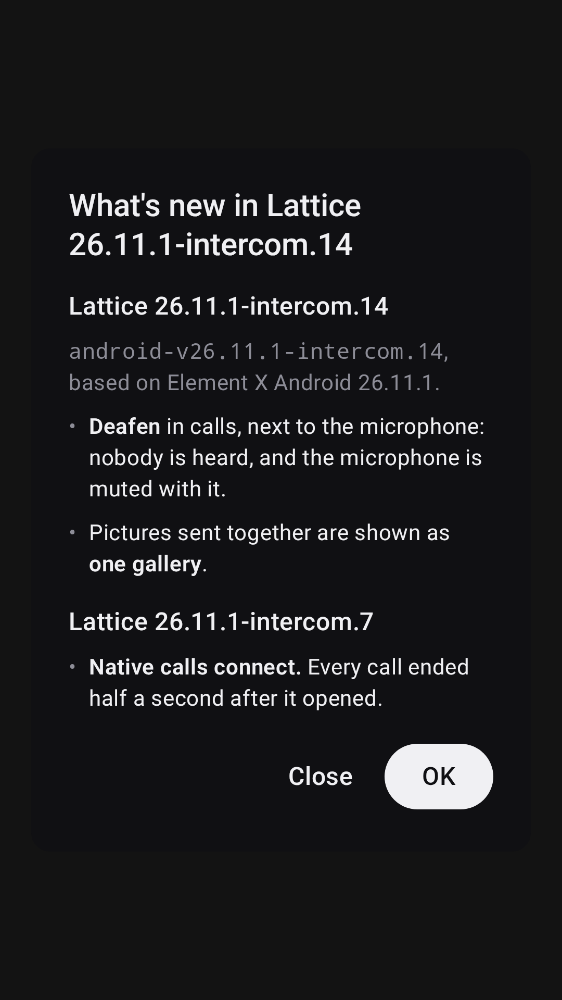 What's new in Lattice
26.11.1-intercom.14
Lattice 26.11.1-intercom.14
android-v26.11.1-intercom.14,
based on Element X Android 26.11.1.
• Deafen in calls, next to the microphone:
nobody is heard, and the microphone is
muted with it.
• Pictures sent together are shown as
one gallery.
Lattice 26.11.1-intercom.7
• Native calls connect. Every call ended
half a second after it opened.
Close OK